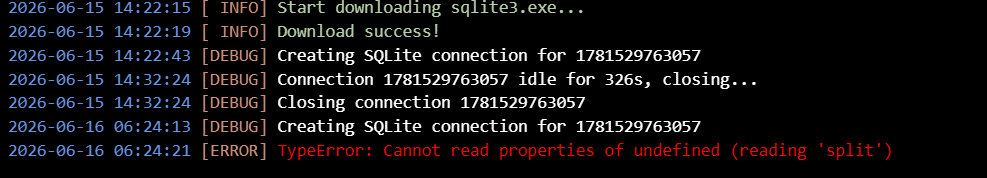 2026-06-15 14:22:15 [ INFO] Start downloading sqlite3.exe...
2026-06-15 14:22:19 [ INFO] Download success!
2026-06-15 14:22:43 [DEBUG] Creating SQLite connection for 1781529763057
2026-06-15 14:32:24 [DEBUG] Connection 1781529763057 idle for 326s, closing...
2026-06-15 14:32:24 [DEBUG] Closing connection 1781529763057
2026-06-16 06:24:13 [DEBUG] Creating SQLite connection for 1781529763057
2026-06-16 06:24:21 [ERROR] TypeError: Cannot read properties of undefined (reading 'split')